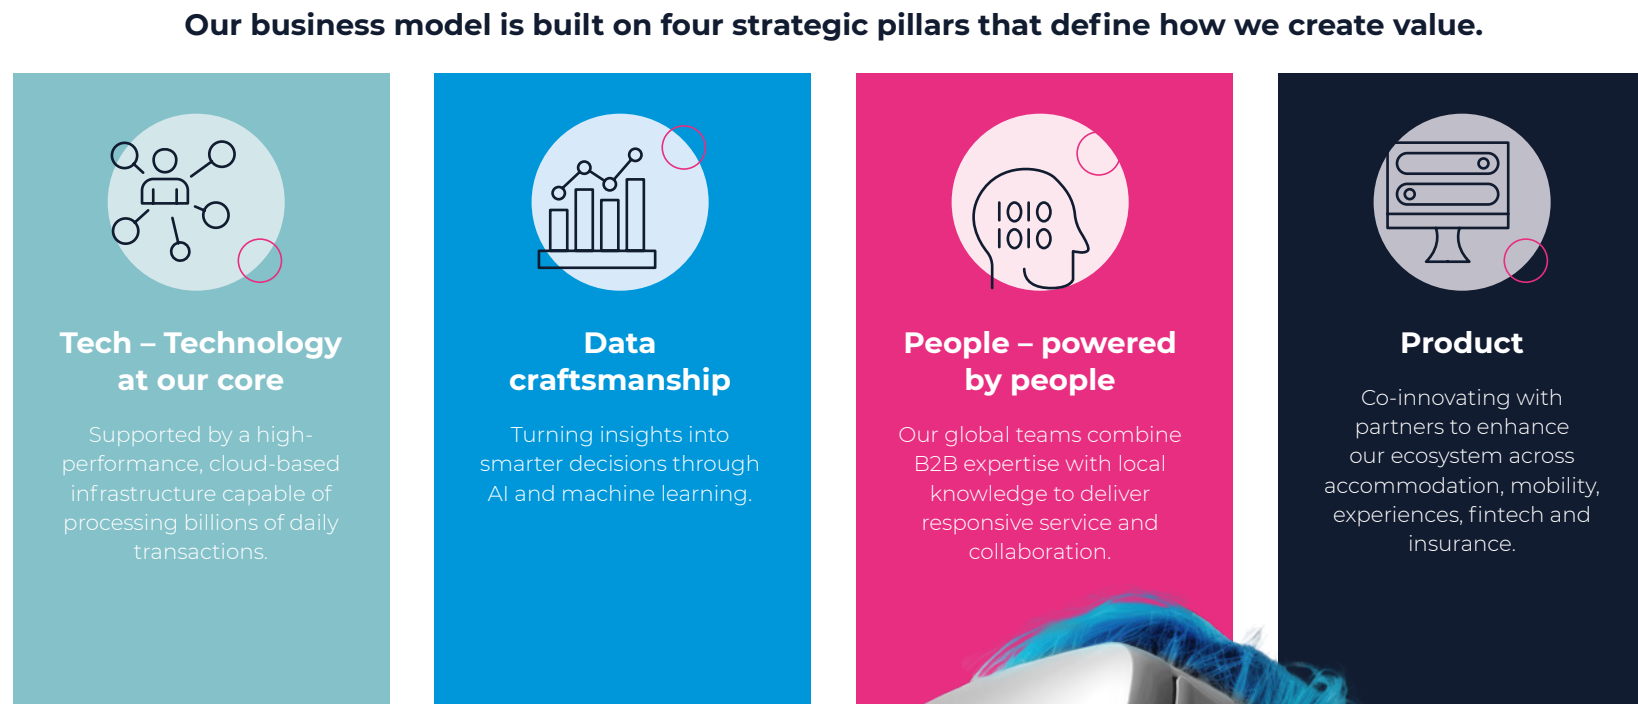 Our business model is built on four strategic pillars that define how we create value.
1010
1010
Tech – Technology
at our core
Supported by a high-
performance, cloud-based
infrastructure capable of
processing billions of daily
transactions.
Data
craftsmanship
Turning insights into
smarter decisions through
AI and machine learning.
People – powered
by people
Our global teams combine
B2B expertise with local
knowledge to deliver
responsive service and
collaboration.
Product
Co-innovating with
partners to enhance
our ecosystem across
accommodation, mobility,
experiences, fintech and
insurance.